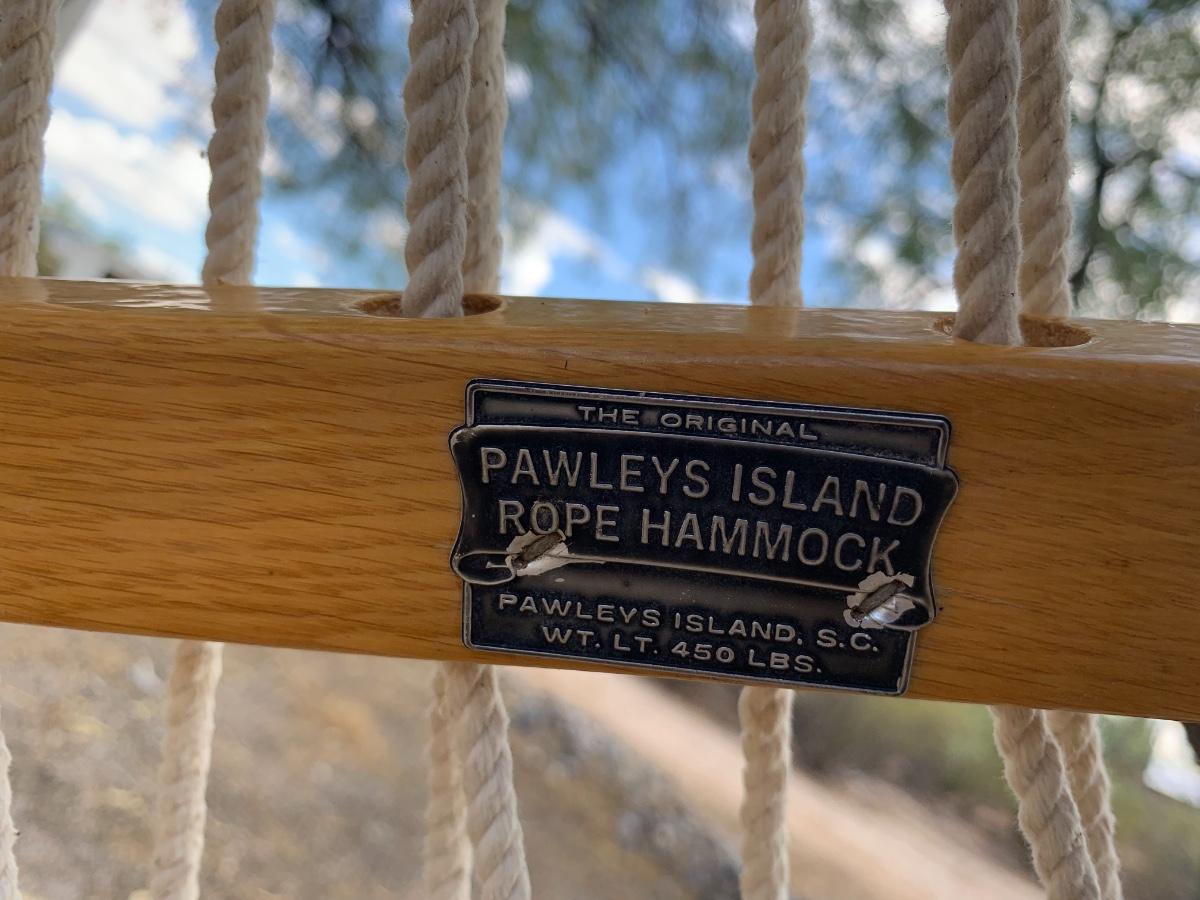 THE ORIGINAL
PAWLEYS ISLAND
ROPE HAMMOCK
PAWLEYS ISLAND, S.C.
WT. LT. 450 LBS.